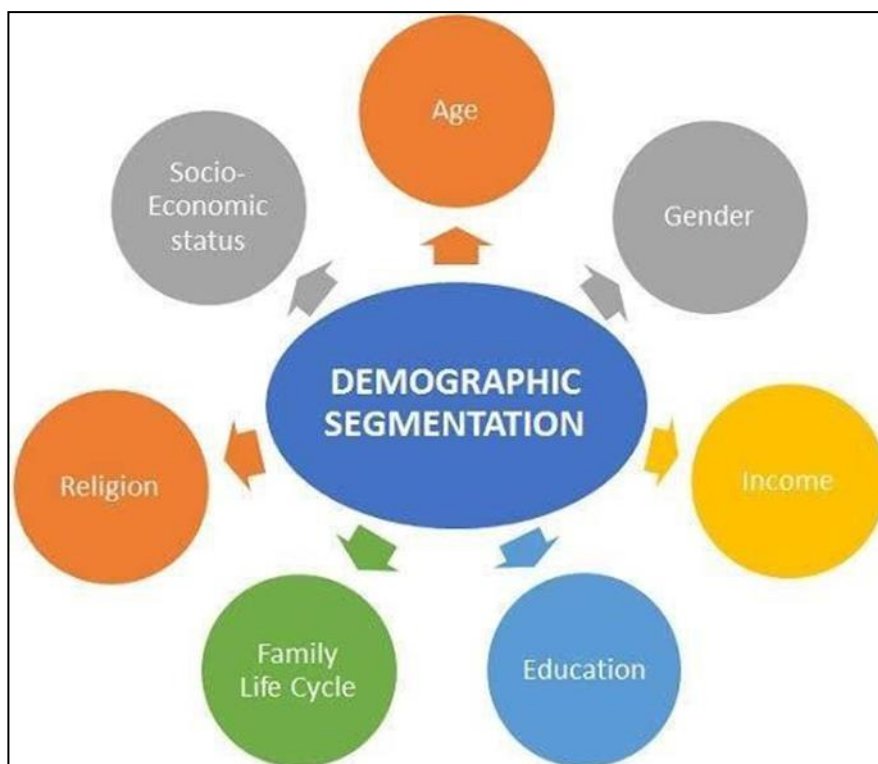 Age
Socio-
Economic
status
Gender
DEMOGRAPHIC
SEGMENTATION
Religion
Income
Family
Life Cycle
Education